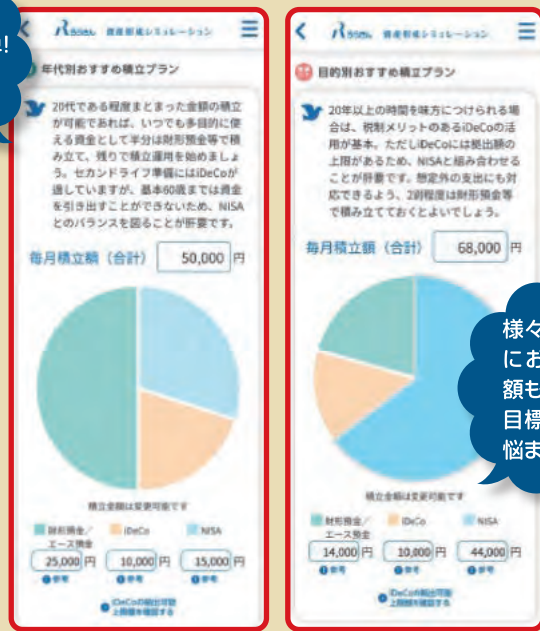 Rooen 資産形成シミュレーション
年代別おすすめ積立プラン
20代である程度まとまった金額の積立
が可能であれば、いつでも多目的に使
える資金として半分は財形預金等で積
み立て、残りで積立運用を始めましょ
う。セカンドライフ準備にはiDeCoが
適していますが、基本60歳までは資金
を引き出すことができないため、NISA
とのバランスを図ることが肝要です。
毎月積立額（合計） 50,000 円
積立金額は変更可能です
財形預金／
エース預金
iDeCo
NISA
25,000 円 10,000 円 15,000 円
参考 参考 参考
iDeCoの拠出可能
上限額を確認する
資産形成シミュレーション
目的別おすすめ積立プラン
20年以上の時間を味方につけられる場
合は、税制メリットのあるiDeCoの活
用が基本。ただしiDeCoには拠出額の
上限があるため、NISAと組み合わせる
ことが肝要です。想定外の支出にも対
応できるよう、2割程度は財形預金等
で積み立てておくとよいでしょう。
毎月積立額（合計） 68,000 円
積立金額は変更可能です
財形預金／
エース預金
iDeCo
NISA
14,000 円 10,000 円 44,000 円
参考 参考 参考
iDeCoの拠出可能
上限額を確認する
様々
にお
額も
目標
悩ま